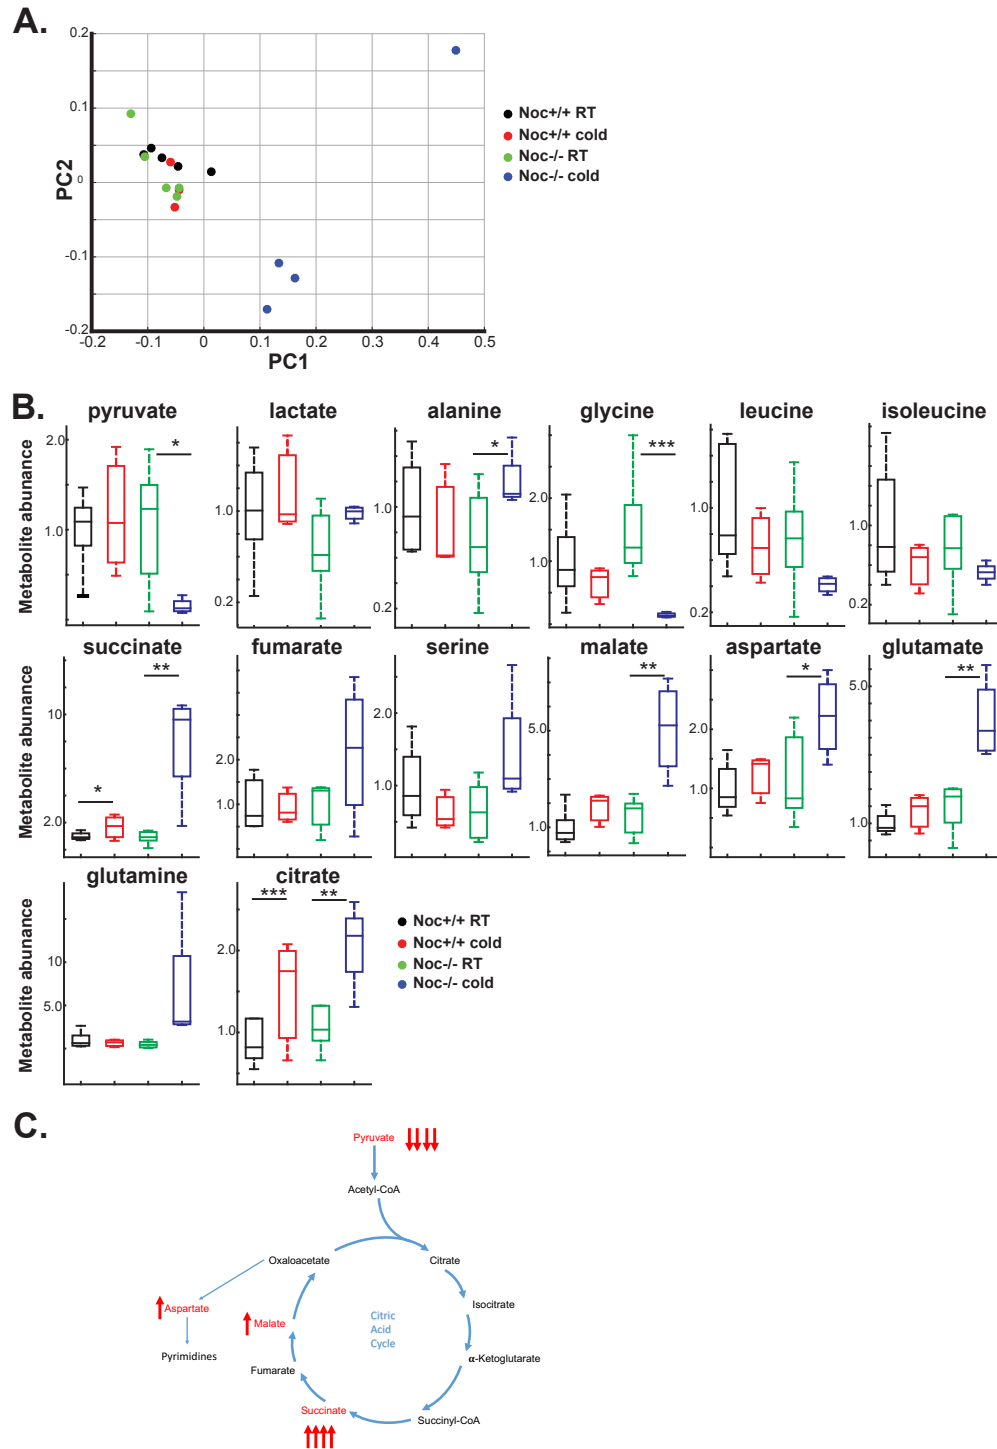 A.
0.2
0.1
0
-0.1
-0.2
PC2
-0.2 -0.1 0 0.1 0.2 0.3 0.4 0.5
PC1
Noc+/+ RT
Noc+/+ cold
Noc-/- RT
Noc-/- cold
B.
pyruvate lactate alanine glycine leucine isoleucine
Metabolite abunance
2.0
1.0
*
1.0
0.2
1.0
0.2
*
2.0
1.0
***
1.0
0.2
1.0
0.2
succinate fumarate serine malate aspartate glutamate
Metabolite abunance
10
2.0
*
**
2.0
1.0
2.0
1.0
5.0
1.0
**
2.0
1.0
*
5.0
1.0
**
glutamine citrate
Metabolite abunance
10
5.0
2.0
1.0
***
**
Noc+/+ RT
Noc+/+ cold
Noc-/- RT
Noc-/- cold
C.
Pyruvate
Acetyl-CoA
Oxaloacetate
Citrate
Aspartate
Malate
Citric
Acid
Cycle
Isocitrate
Pyrimidines
α-Ketoglutarate
Fumarate
Succinate
Succinyl-CoA